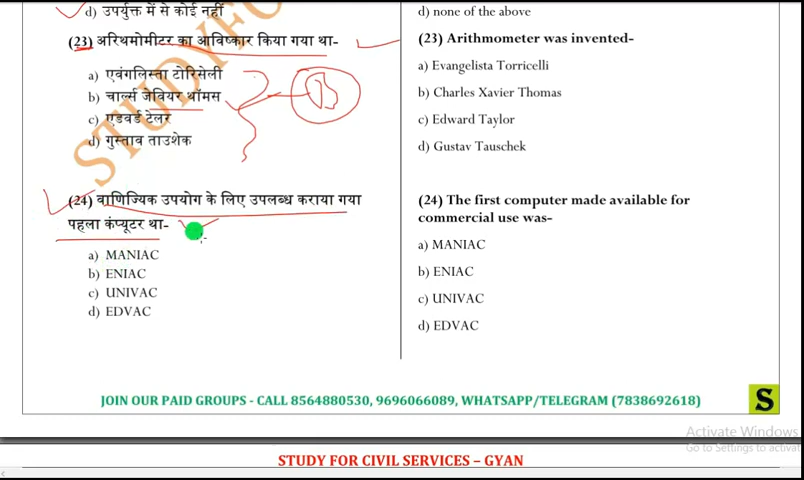 d) उपर्युक्त में से कोई नहीं
(23) अरिथमोमीटर का आविष्कार किया गया था-
a) एवंगलिस्ता टोरिसेली
b) चार्ल्स जेवियर थॉमस
c) एडवर्ड टेलर
d) गुस्ताव ताउशेक
(24) वाणिज्यिक उपयोग के लिए उपलब्ध कराया गया
पहला कंप्यूटर था-
a) MANIAC
b) ENIAC
c) UNIVAC
d) EDVAC
d) none of the above
(23) Arithmometer was invented-
a) Evangelista Torricelli
b) Charles Xavier Thomas
c) Edward Taylor
d) Gustav Tauschek
(24) The first computer made available for
commercial use was-
a) MANIAC
b) ENIAC
c) UNIVAC
d) EDVAC
JOIN OUR PAID GROUPS - CALL 8564880530, 9696066089, WHATSAPP/TELEGRAM (7838692618)
S
Activate Windows
Go to Settings to activat
STUDY FOR CIVIL SERVICES – GYAN